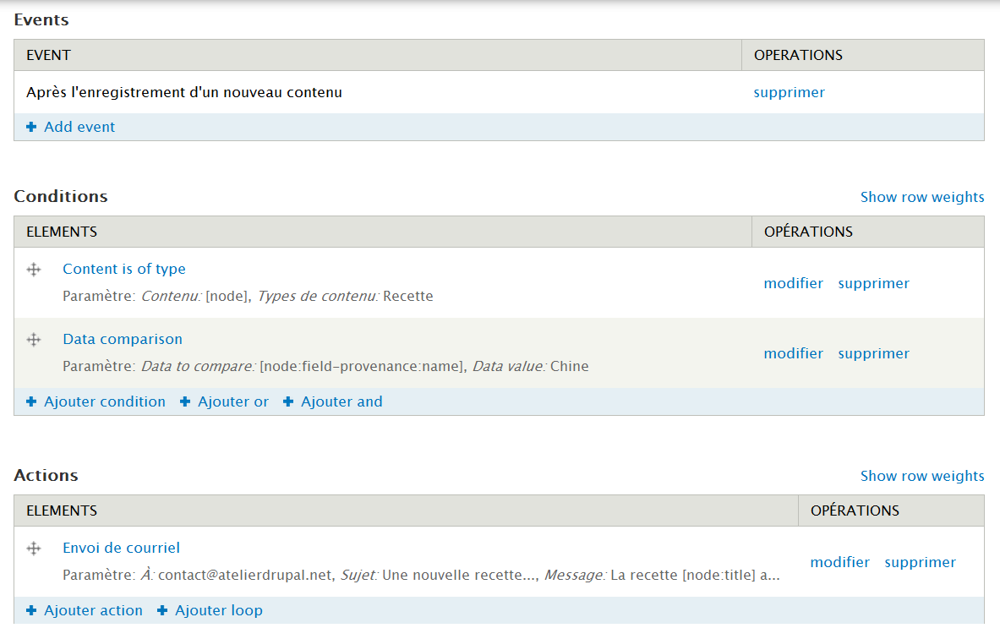 Events
EVENT OPERATIONS
Après l'enregistrement d'un nouveau contenu supprimer
Add event
Conditions Show row weights
ELEMENTS OPÉRATIONS
Content is of type
modifier supprimer
Paramètre: Contenu: [node], Types de contenu: Recette
Data comparison
modifier supprimer
Paramètre: Data to compare: [node:field-provenance:name], Data value: Chine
Ajouter condition Ajouter or Ajouter and
Actions Show row weights
ELEMENTS OPÉRATIONS
Envoi de courriel
modifier supprimer
Paramètre: À: contact@atelierdrupal.net, Sujet: Une nouvelle recette..., Message: La recette [node:title] a...
Ajouter action Ajouter loop